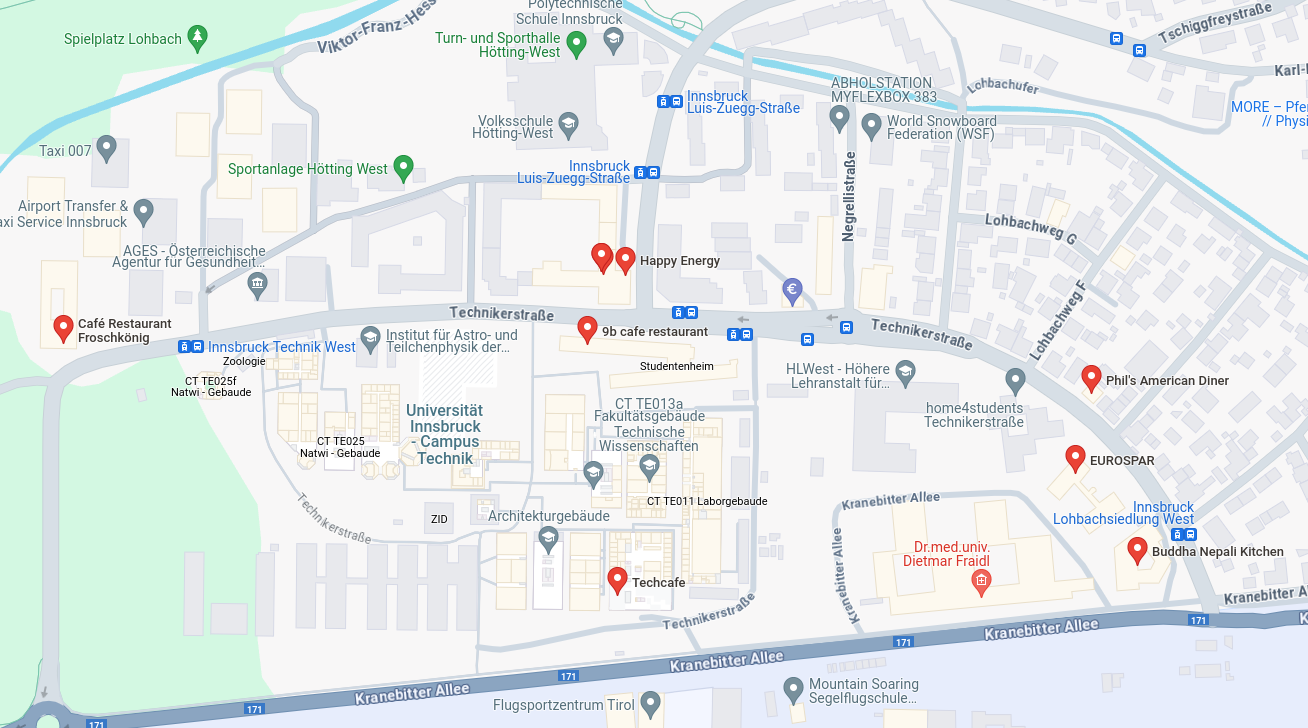 Polytechnische
Schule Innsbruck
Viktor-Franz-Hess
Spielplatz Lohbach
Turn- und Sporthalle
Hötting-West
Tschiggfreystraße
Karl-I
Lohbachufer
ABHOLSTATION
MYFLEXBOX 383
Innsbruck
Luis-Zuegg-Straße
MORE – Pfe
// Physi
World Snowboard
Federation (WSF)
Volksschule
Hötting-West
Taxi 007
Sportanlage Hötting West
Innsbruck
Luis-Zuegg-Straße
Negrellistraße
Airport Transfer &
axi Service Innsbruck
Lohbachweg G
AGES - Österreichische
Agentur für Gesundheit...
Happy Energy
€
Lohbachweg F
Technikerstraße
Café Restaurant
Froschkönig
9b cafe restaurant
Technikerstraße
Innsbruck Technik West
Institut für Astro- und
Teilchenphysik der...
Zoologie
Studentenheim
HLWest - Höhere
Lehranstalt für...
Phil's American Diner
CT TE025f
Natwi - Gebaude
home4students
Technikerstraße
Universität
Innsbruck
- Campus
Technik
CT TE013a
Fakultätsgebäude
Technische
Wissenschaften
CT TE025
Natwi - Gebaude
EUROSPAR
CT TE011 Laborgebaude
Kranebitter Allee
Technikerstraße
ZID
Architekturgebäude
Innsbruck
Lohbachsiedlung West
Kranebitter Allee
Dr.med.univ.
Dietmar Fraidl
Buddha Nepali Kitchen
Techcafe
Technikerstraße
Kranebitter A
171
171
K
Kranebitter Allee
Kranebitter Allee
171
Kranebitter Allee
171
171
Mountain Soaring
Segelflugschule...
Flugsportzentrum Tirol